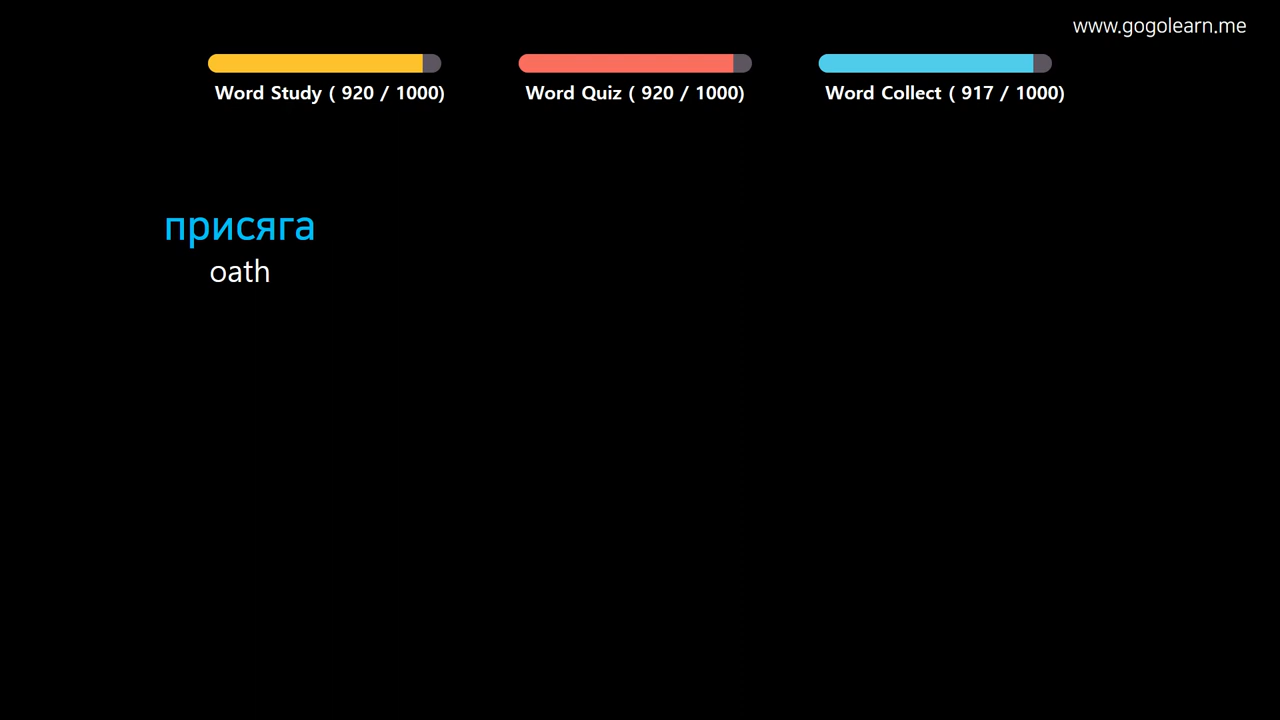 www.gogolearn.me
Word Study ( 920 / 1000)
Word Quiz ( 920 / 1000)
Word Collect ( 917 / 1000)
присяга
oath